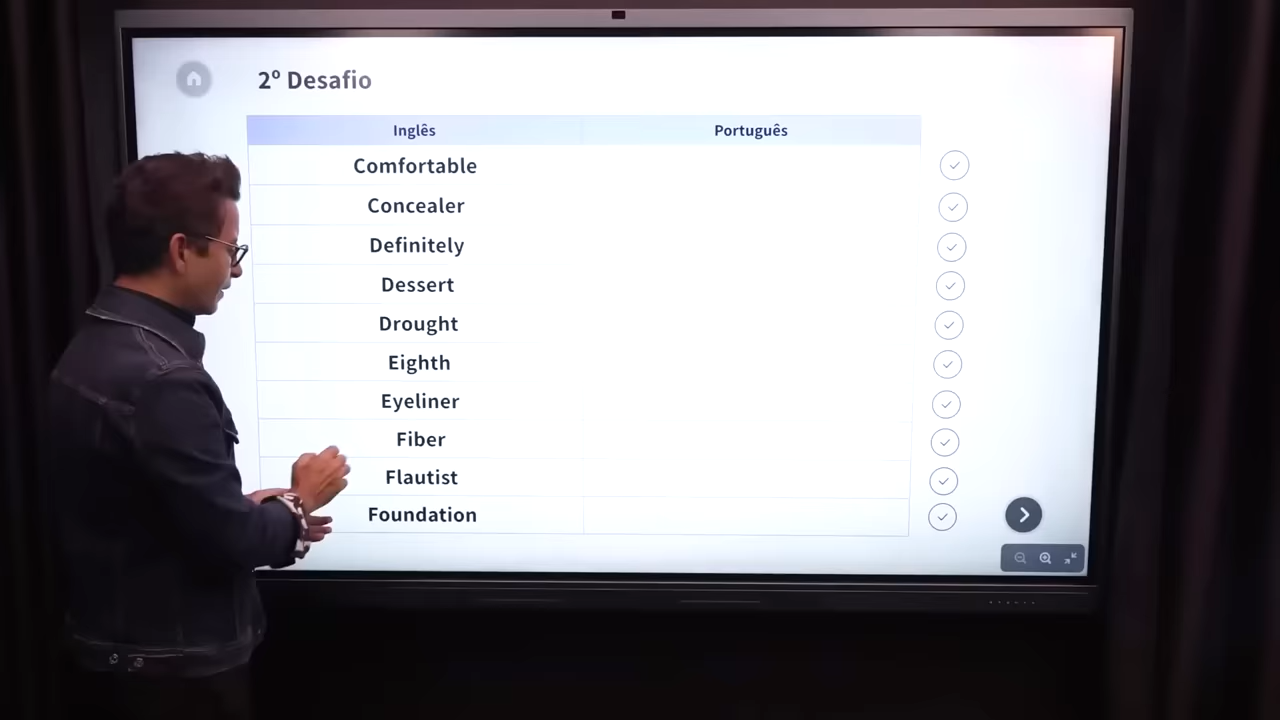 2º Desafio
Inglês Português
Comfortable
Concealer
Definitely
Dessert
Drought
Eighth
Eyeliner
Fiber
Flautist
Foundation